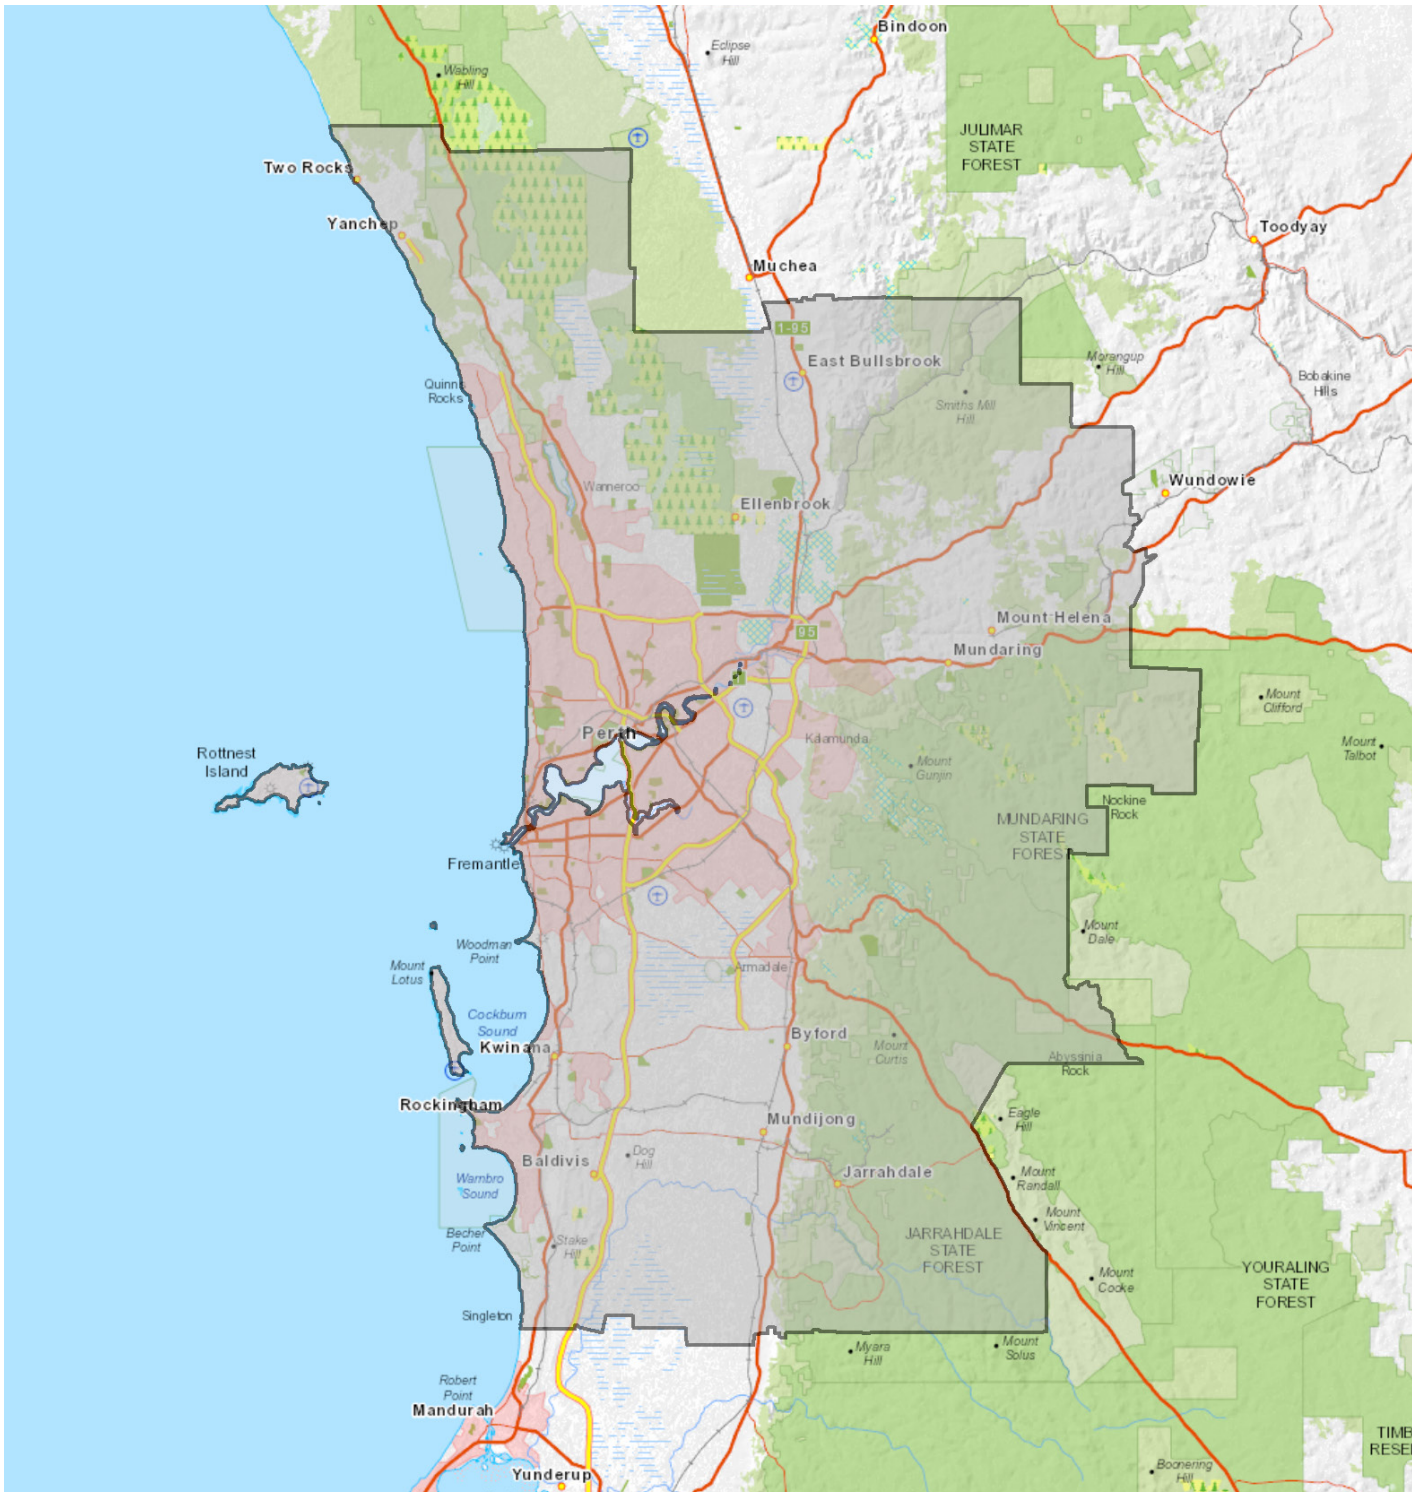 Bindoon
Eclipse
Hill
Wabling
Hill
JULIMAR
STATE
FOREST
Two Rocks
Toodyay
Yanchep
Muchea
1-95
East Bullsbrook
Morangup
Hill
Bobakine
Hills
Quinns
Rocks
Smiths Mill
Hill
Wanneroo
Wundowie
Ellenbrook
Mount Helena
95
Mundaring
1
Mount
Clifford
Perth
Kalamunda
Mount
Talbot
Rottnest
Island
Mount
Gunjin
Nockine
Rock
MUNDARING
STATE
FOREST
Fremantle
Mount
Dale
Woodman
Point
Mount
Lotus
Armadale
Cockburn
Sound
Byford
Kwinana
Mount
Curtis
Abyssinia
Rock
Rockingham
Eagle
Hill
Mundijong
Dog
Hill
Baldivis
Jarrahdale
Mount
Randall
Warnbro
Sound
Mount
Vincent
Becher
Point
Stake
Hill
JARRAHDALE
STATE
FOREST
Mount
Cooke
YOURALING
STATE
FOREST
Singleton
Myara
Hill
Mount
Solus
Robert
Point
Mandurah
TIMB
RESE
Boonering
Hill
Yunderup